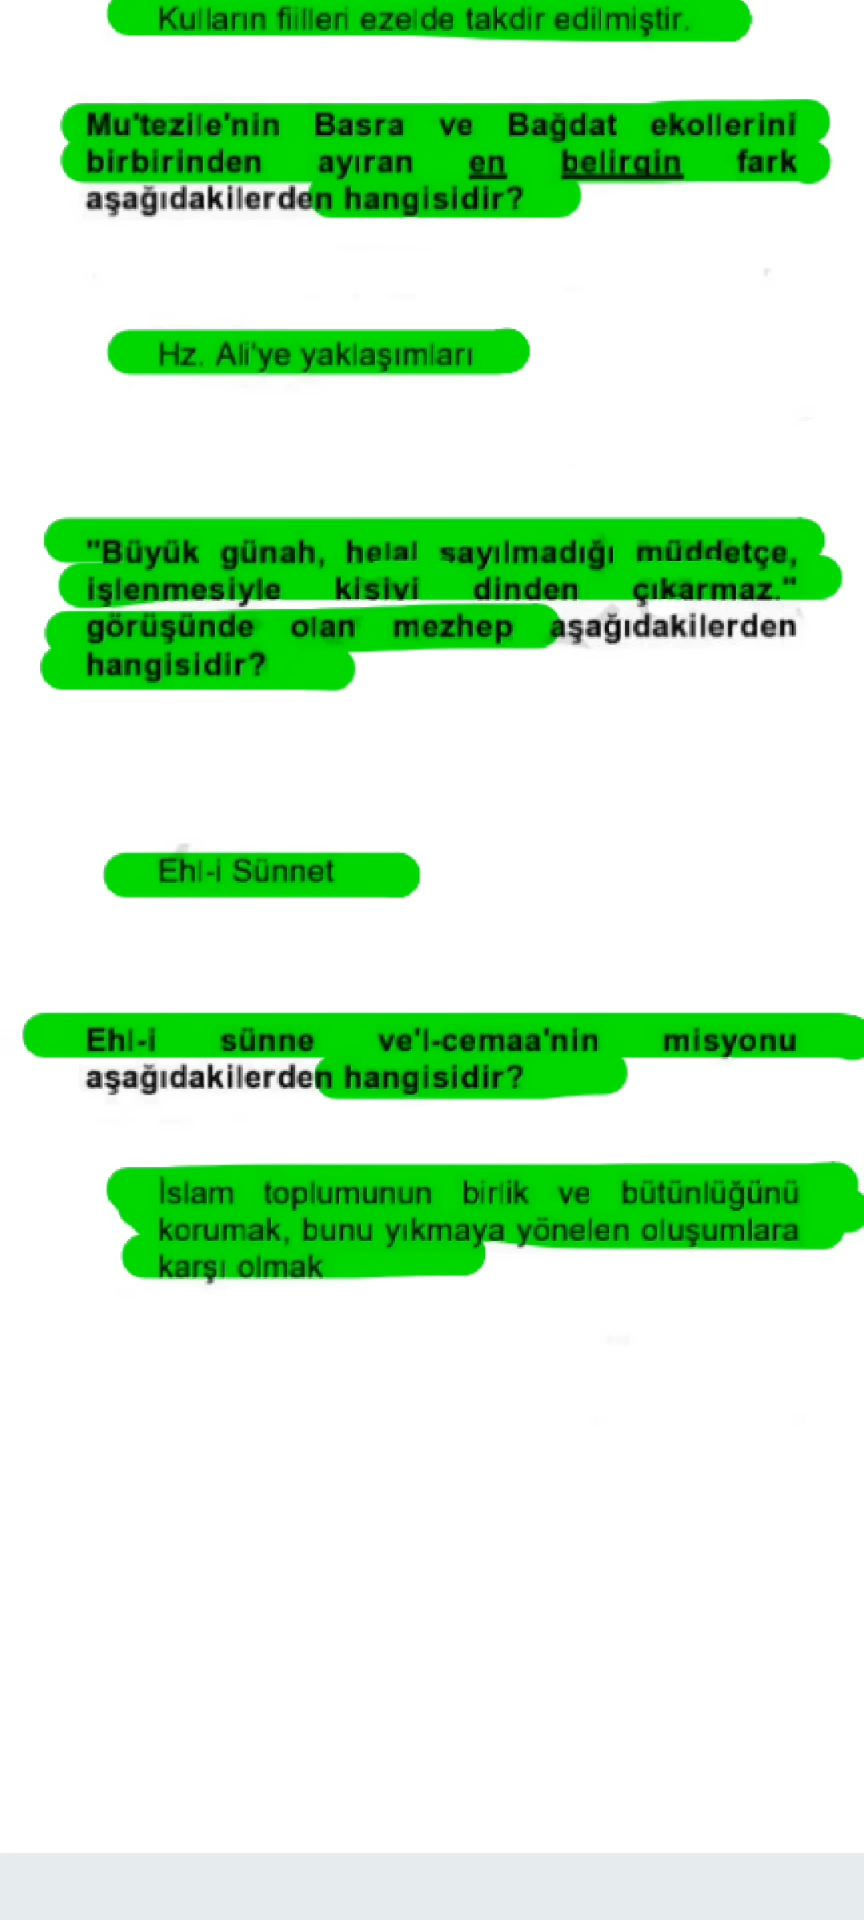 Kulların fiilleri ezelde takdir edilmiştir.
Mu'tezile'nin Basra ve Bağdat ekollerini
birbirinden ayıran en belirgin fark
aşağıdakilerden hangisidir?
Hz. Ali'ye yaklaşımları
"Büyük günah, helal sayılmadığı müddetçe,
işlenmesiyle kişiyi dinden çıkarmaz."
görüşünde olan mezhep aşağıdakilerden
hangisidir?
Ehl-i Sünnet
Ehl-i sünne ve'l-cemaa'nin misyonu
aşağıdakilerden hangisidir?
İslam toplumunun birlik ve bütünlüğünü
korumak, bunu yıkmaya yönelen oluşumlara
karşı olmak